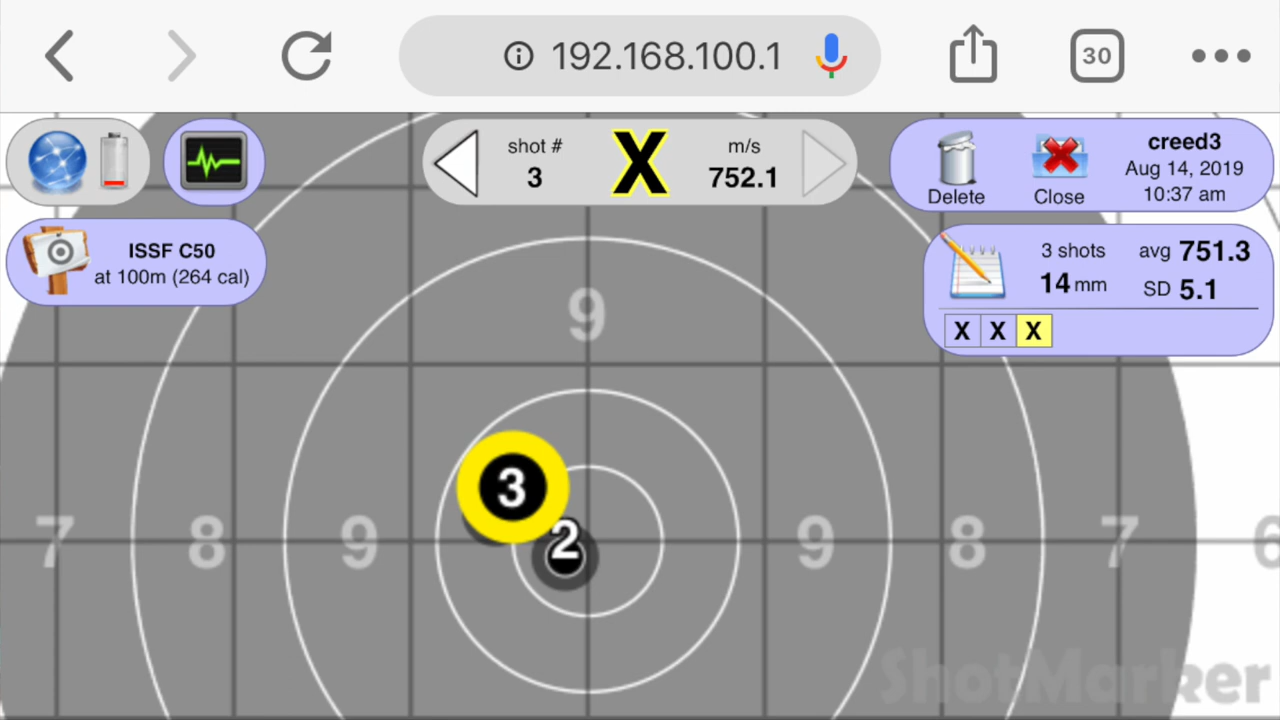 192.168.100.1
30
shot #
3
X
m/s
752.1
Delete
Close
creed3
Aug 14, 2019
10:37 am
ISSF C50
at 100m (264 cal)
3 shots
14 mm
avg 751.3
SD 5.1
X X X
9
3
2
7 8 9 9 8 7 6
ShotMarker